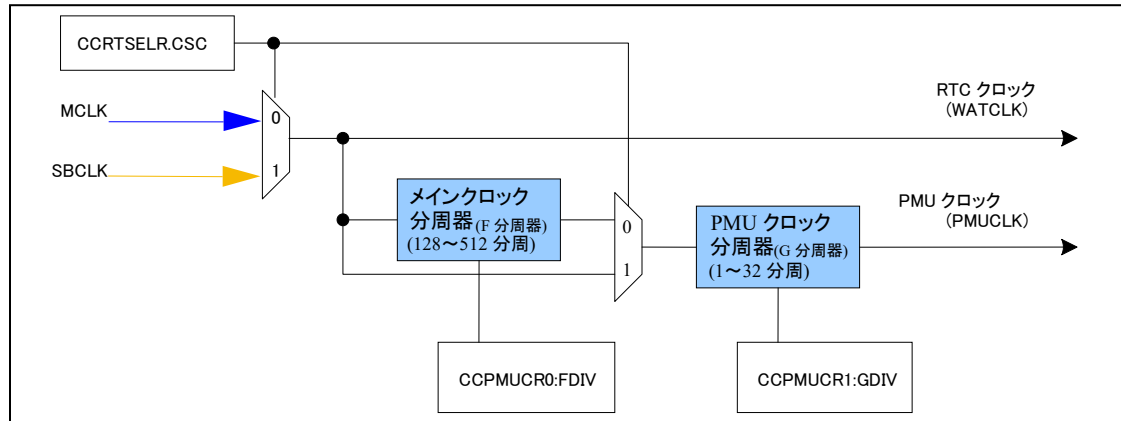 CCRTSELR.CSC
MCLK
SBCLK
0
1
RTC クロック
(WATCLK)
メインクロック
分周器(F 分周器)
(128～512 分周)
0
1
PMU クロック
分周器(G 分周器)
(1～32 分周)
PMU クロック
(PMUCLK)
CCPMUCR0:FDIV
CCPMUCR1:GDIV